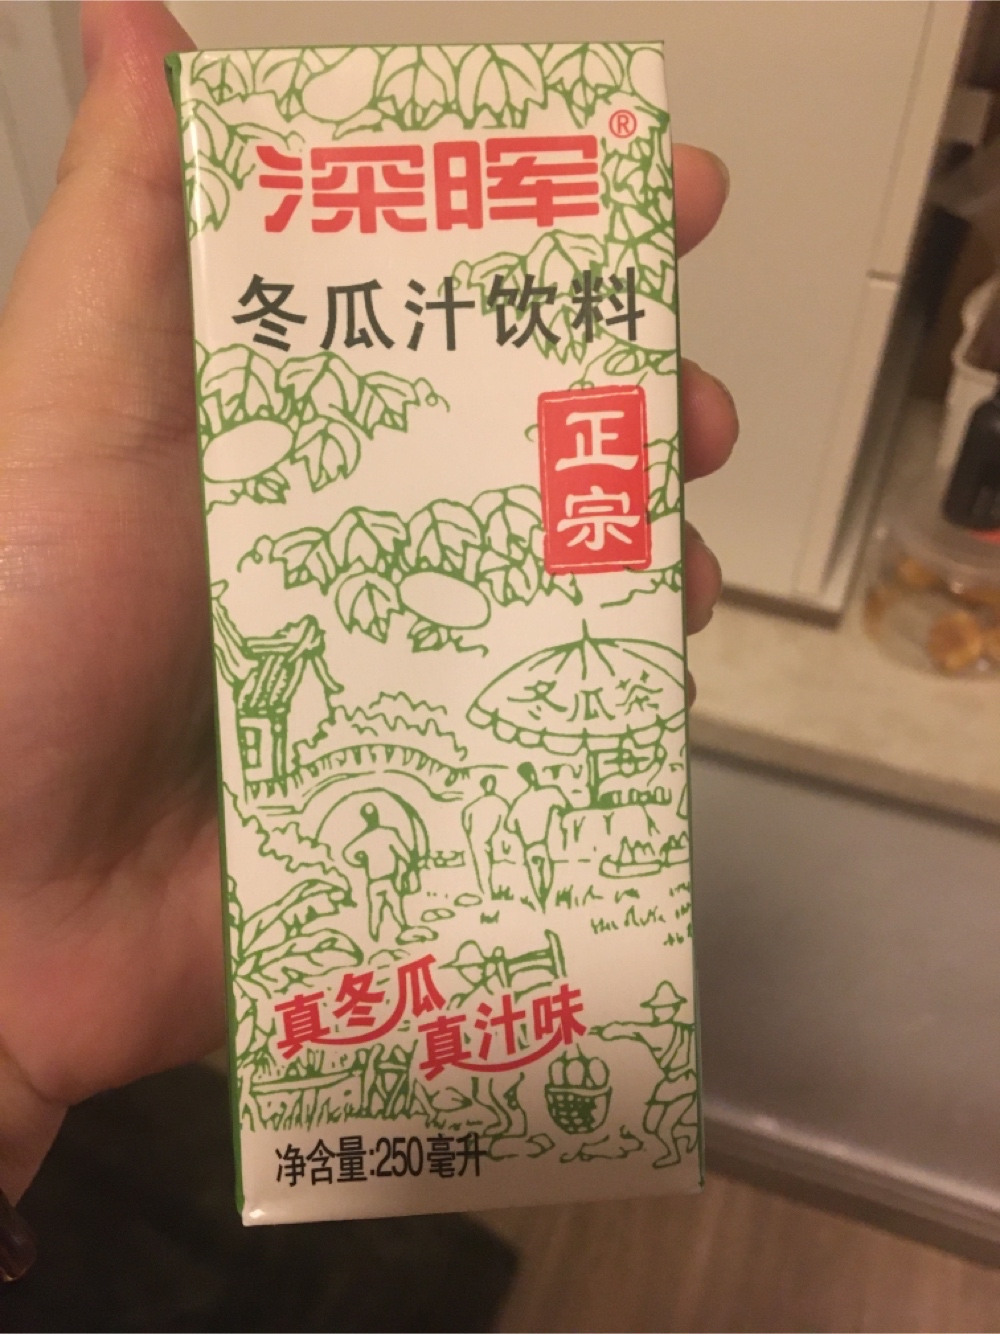 深晖®
冬瓜汁饮料
正
宗
冬瓜茶
真冬瓜
真汁味
净含量:250毫升